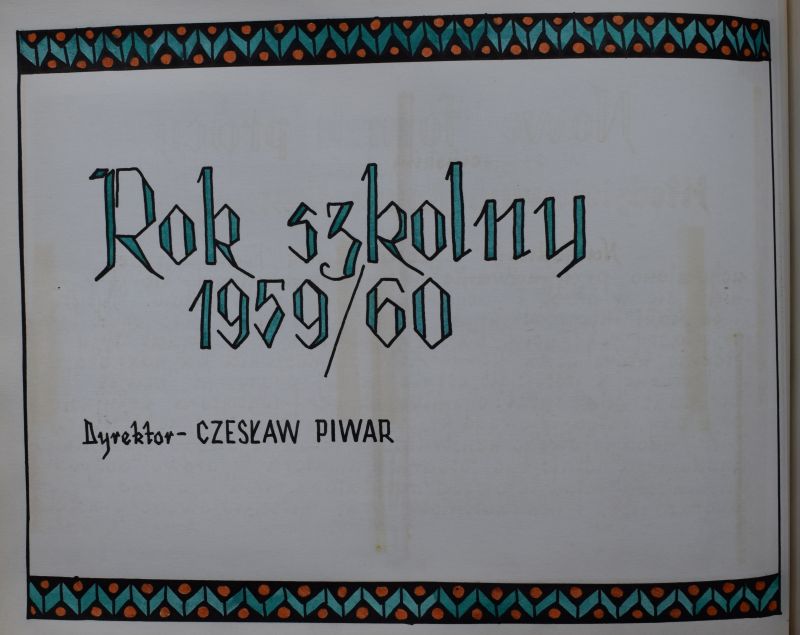 Rok szkolny
1959/60
Dyrektor- CZESŁAW PIWAR